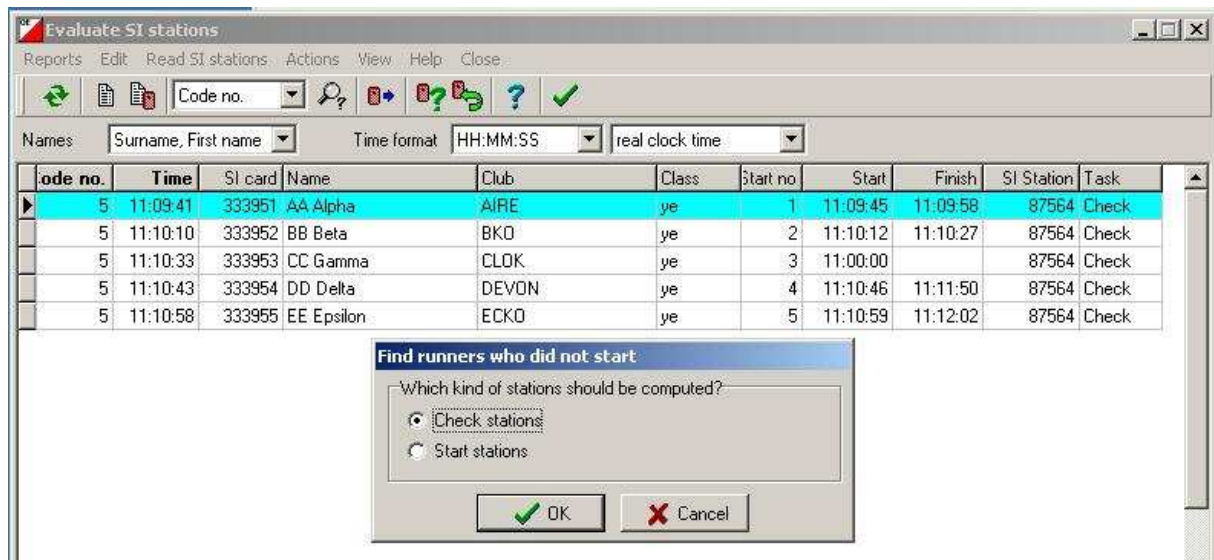 Evaluate SI stations
Reports Edit Read SI stations Actions View Help Close
Code no. ? ? ?
Names Surname, First name Time format HH:MM:SS real clock time
ode no. Time SI card Name Club Class Start no Start Finish SI Station Task
5 11:09:41 333951 AA Alpha AIRE ye 1 11:09:45 11:09:58 87564 Check
5 11:10:10 333952 BB Beta BKO ye 2 11:10:12 11:10:27 87564 Check
5 11:10:33 333953 CC Gamma CLOK ye 3 11:00:00 87564 Check
5 11:10:43 333954 DD Delta DEVON ye 4 11:10:46 11:11:50 87564 Check
5 11:10:58 333955 EE Epsilon ECKO ye 5 11:10:59 11:12:02 87564 Check
Find runners who did not start
Which kind of stations should be computed?
Check stations
Start stations
OK Cancel